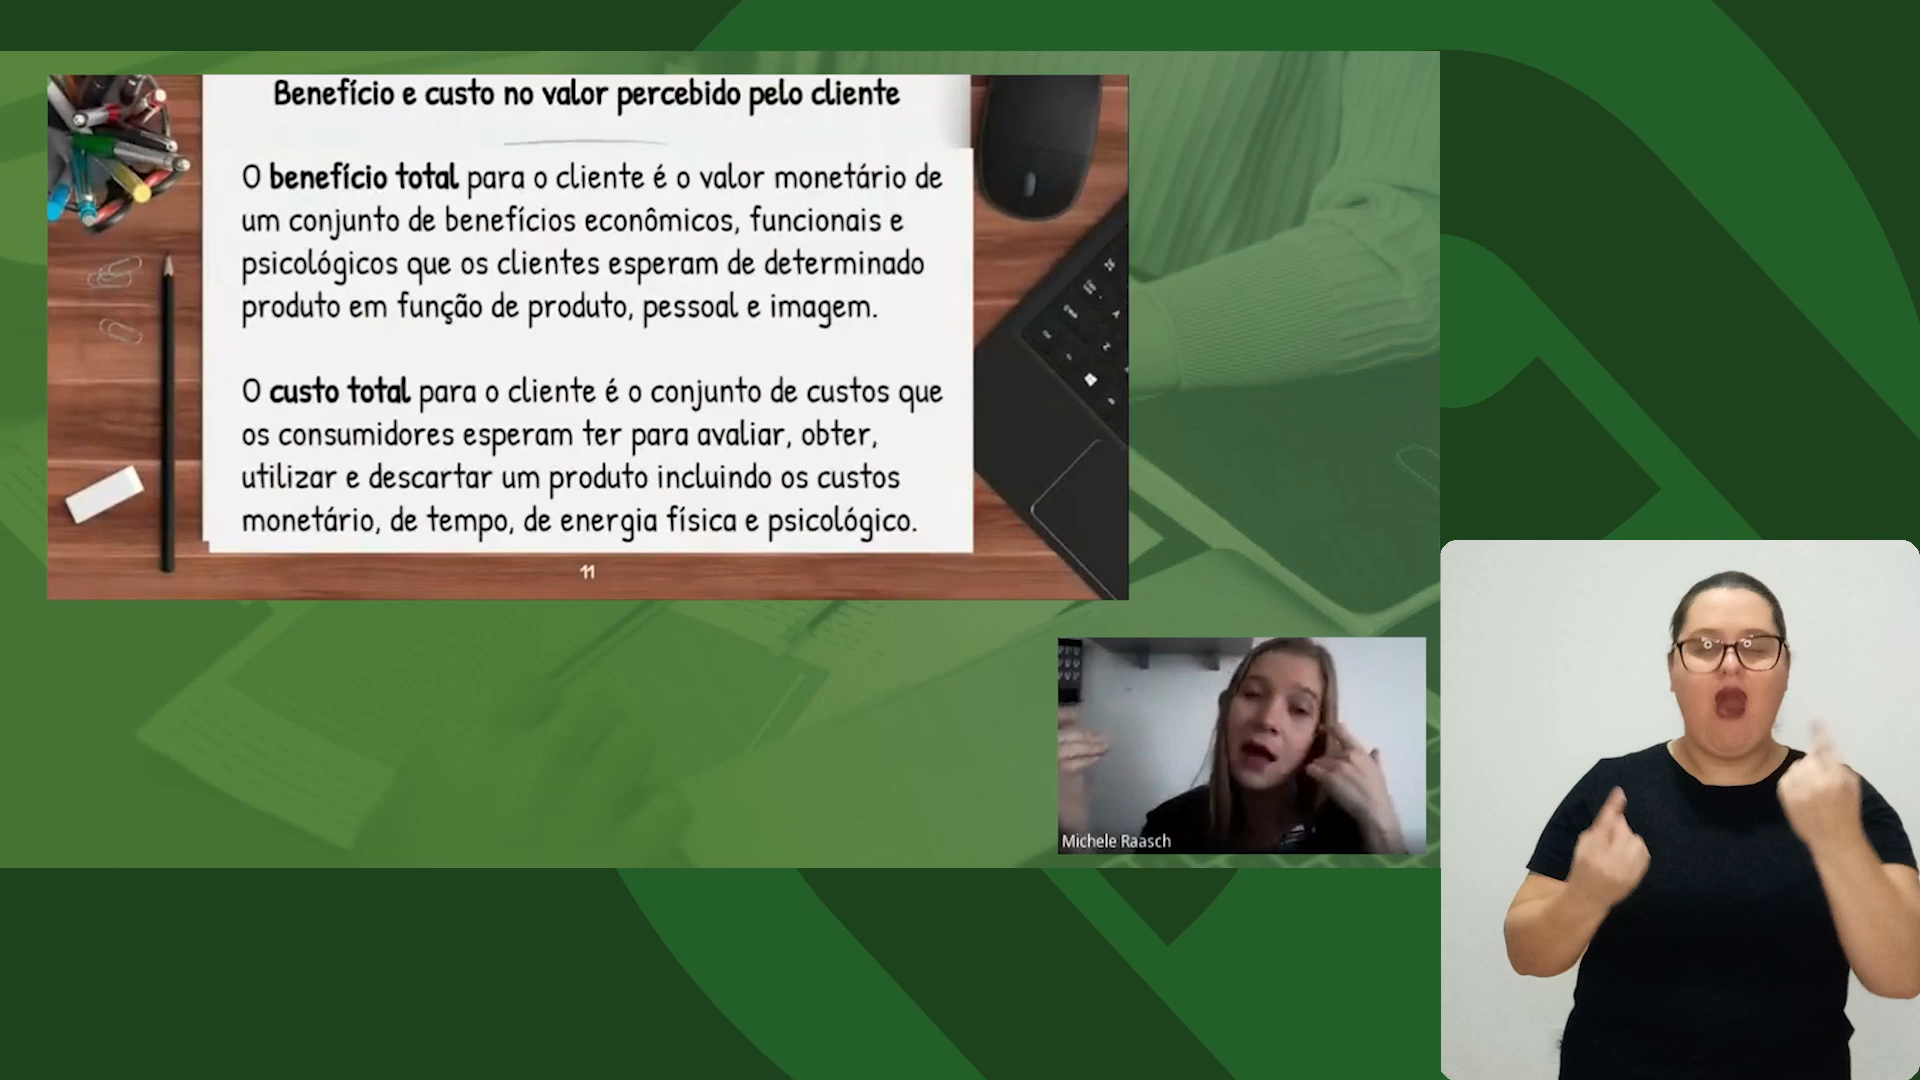 Benefício e custo no valor percebido pelo cliente
O benefício total para o cliente é o valor monetário de
um conjunto de benefícios econômicos, funcionais e
psicológicos que os clientes esperam de determinado
produto em função de produto, pessoal e imagem.
O custo total para o cliente é o conjunto de custos que
os consumidores esperam ter para avaliar, obter,
utilizar e descartar um produto incluindo os custos
monetário, de tempo, de energia física e psicológico.
11
Michele Raasch